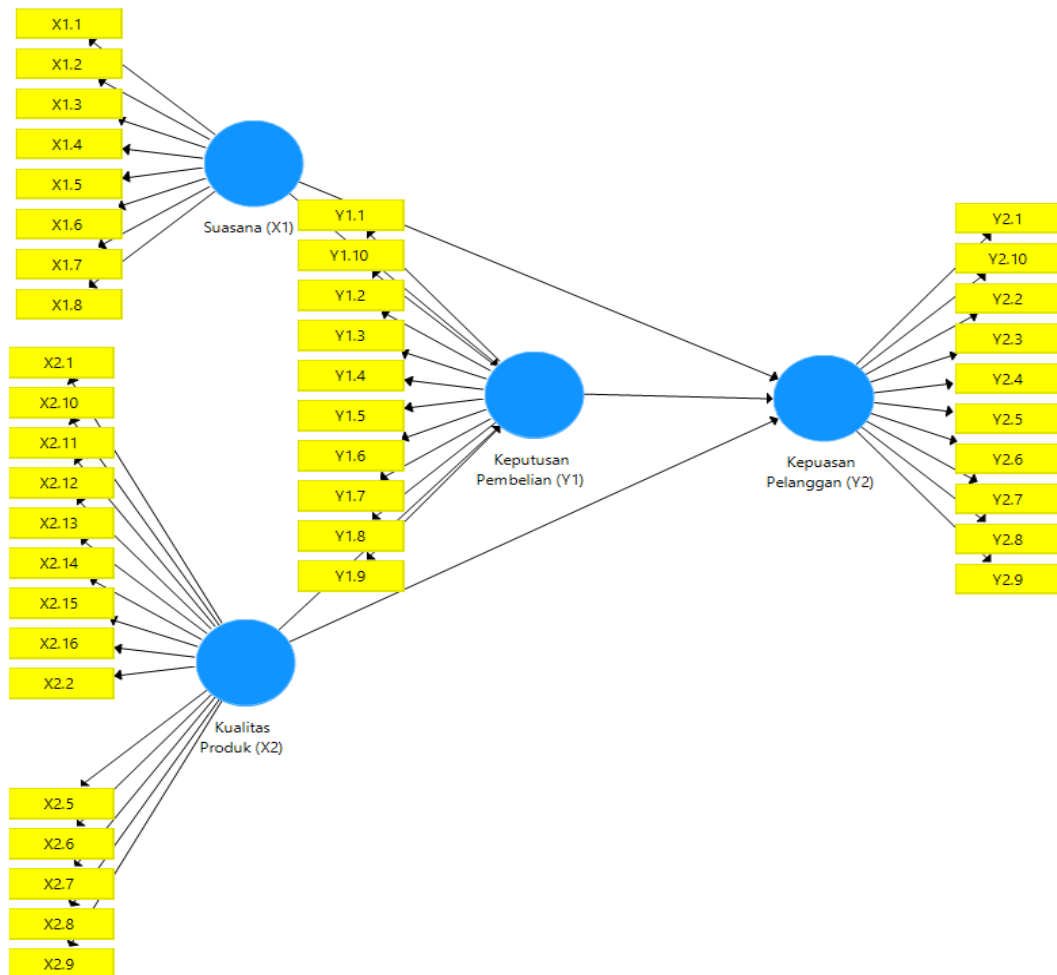 X1.1
X1.2
X1.3
X1.4
X1.5
X1.6
X1.7
X1.8
Suasana (X1)
X2.1
X2.10
X2.11
X2.12
X2.13
X2.14
X2.15
X2.16
X2.2
Kualitas
Produk (X2)
X2.5
X2.6
X2.7
X2.8
X2.9
Y1.1
Y1.10
Y1.2
Y1.3
Y1.4
Y1.5
Y1.6
Y1.7
Y1.8
Y1.9
Keputusan
Pembelian (Y1)
Kepuasan
Pelanggan (Y2)
Y2.1
Y2.10
Y2.2
Y2.3
Y2.4
Y2.5
Y2.6
Y2.7
Y2.8
Y2.9